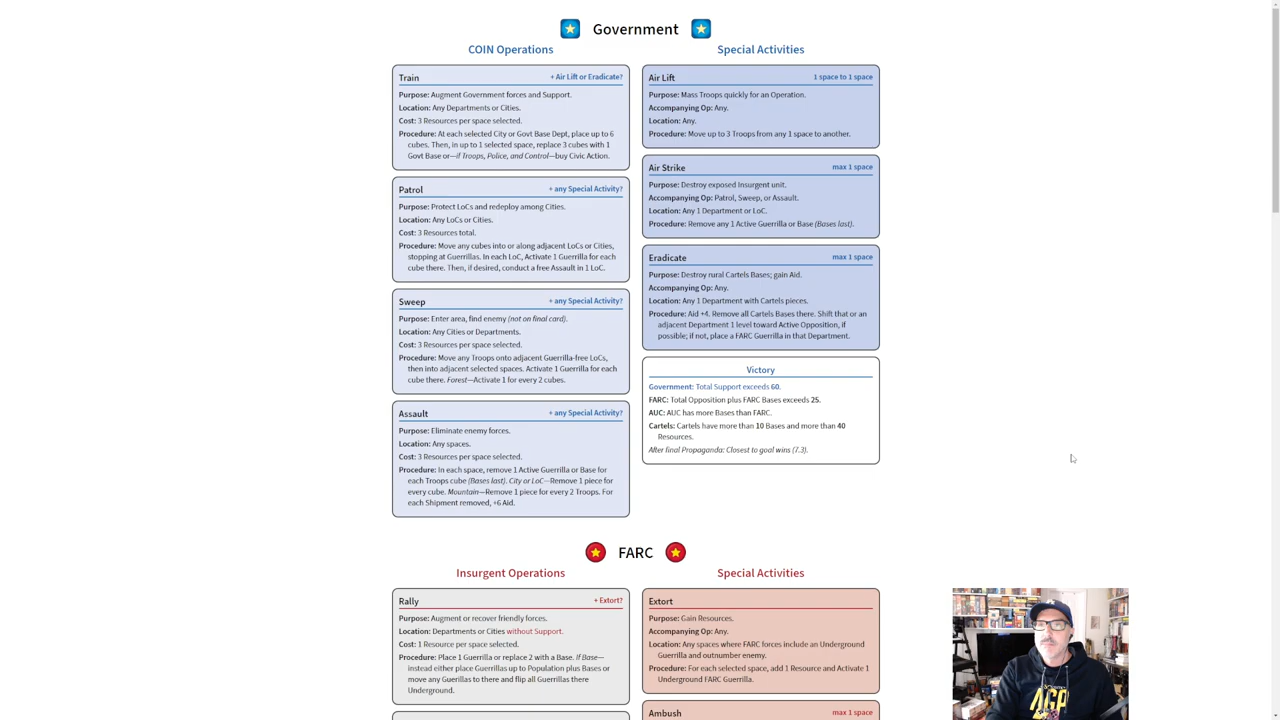 Government
COIN Operations
Train
+ Air Lift or Eradicate?
Purpose: Augment Government forces and Support.
Location: Any Departments or Cities.
Cost: 3 Resources per space selected.
Procedure: At each selected City or Govt Base Dept, place up to 6
cubes. Then, in up to 1 selected space, replace 3 cubes with 1
Govt Base or—if Troops, Police, and Control—buy Civic Action.
Patrol
+ any Special Activity?
Purpose: Protect LoCs and redeploy among Cities.
Location: Any LoCs or Cities.
Cost: 3 Resources total.
Procedure: Move any cubes into or along adjacent LoCs or Cities,
stopping at Guerrillas. In each LoC, Activate 1 Guerrilla for each
cube there. Then, if desired, conduct a free Assault in 1 LoC.
Sweep
+ any Special Activity?
Purpose: Enter area, find enemy (not on final card).
Location: Any Cities or Departments.
Cost: 3 Resources per space selected.
Procedure: Move any Troops onto adjacent Guerrilla-free LoCs,
then into adjacent selected spaces. Activate 1 Guerrilla for each
cube there. Forest—Activate 1 for every 2 cubes.
Assault
+ any Special Activity?
Purpose: Eliminate enemy forces.
Location: Any spaces.
Cost: 3 Resources per space selected.
Procedure: In each space, remove 1 Active Guerrilla or Base for
each Troops cube (Bases last). City or LoC—Remove 1 piece for
every cube. Mountain—Remove 1 piece for every 2 Troops. For
each Shipment removed, +6 Aid.
Special Activities
Air Lift
1 space to 1 space
Purpose: Mass Troops quickly for an Operation.
Accompanying Op: Any.
Location: Any.
Procedure: Move up to 3 Troops from any 1 space to another.
Air Strike
max 1 space
Purpose: Destroy exposed Insurgent unit.
Accompanying Op: Patrol, Sweep, or Assault.
Location: Any 1 Department or LoC.
Procedure: Remove any 1 Active Guerrilla or Base (Bases last).
Eradicate
max 1 space
Purpose: Destroy rural Cartels Bases; gain Aid.
Accompanying Op: Any.
Location: Any 1 Department with Cartels pieces.
Procedure: Aid +4. Remove all Cartels Bases there. Shift that or an
adjacent Department 1 level toward Active Opposition, if
possible; if not, place a FARC Guerrilla in that Department.
Victory
Government: Total Support exceeds 60.
FARC: Total Opposition plus FARC Bases exceeds 25.
AUC: AUC has more Bases than FARC.
Cartels: Cartels have more than 10 Bases and more than 40
Resources.
After final Propaganda: Closest to goal wins (7.3).
FARC
Insurgent Operations
Rally
+ Extort?
Purpose: Augment or recover friendly forces.
Location: Departments or Cities without Support.
Cost: 1 Resource per space selected.
Procedure: Place 1 Guerrilla or replace 2 with a Base. If Base—
instead either place Guerrillas up to Population plus Bases or
move any Guerillas to there and flip all Guerrillas there
Underground.
Special Activities
Extort
Purpose: Gain Resources.
Accompanying Op: Any.
Location: Any spaces where FARC forces include an Underground
Guerrilla and outnumber enemy.
Procedure: For each selected space, add 1 Resource and Activate 1
Underground FARC Guerrilla.
Ambush
max 1 space